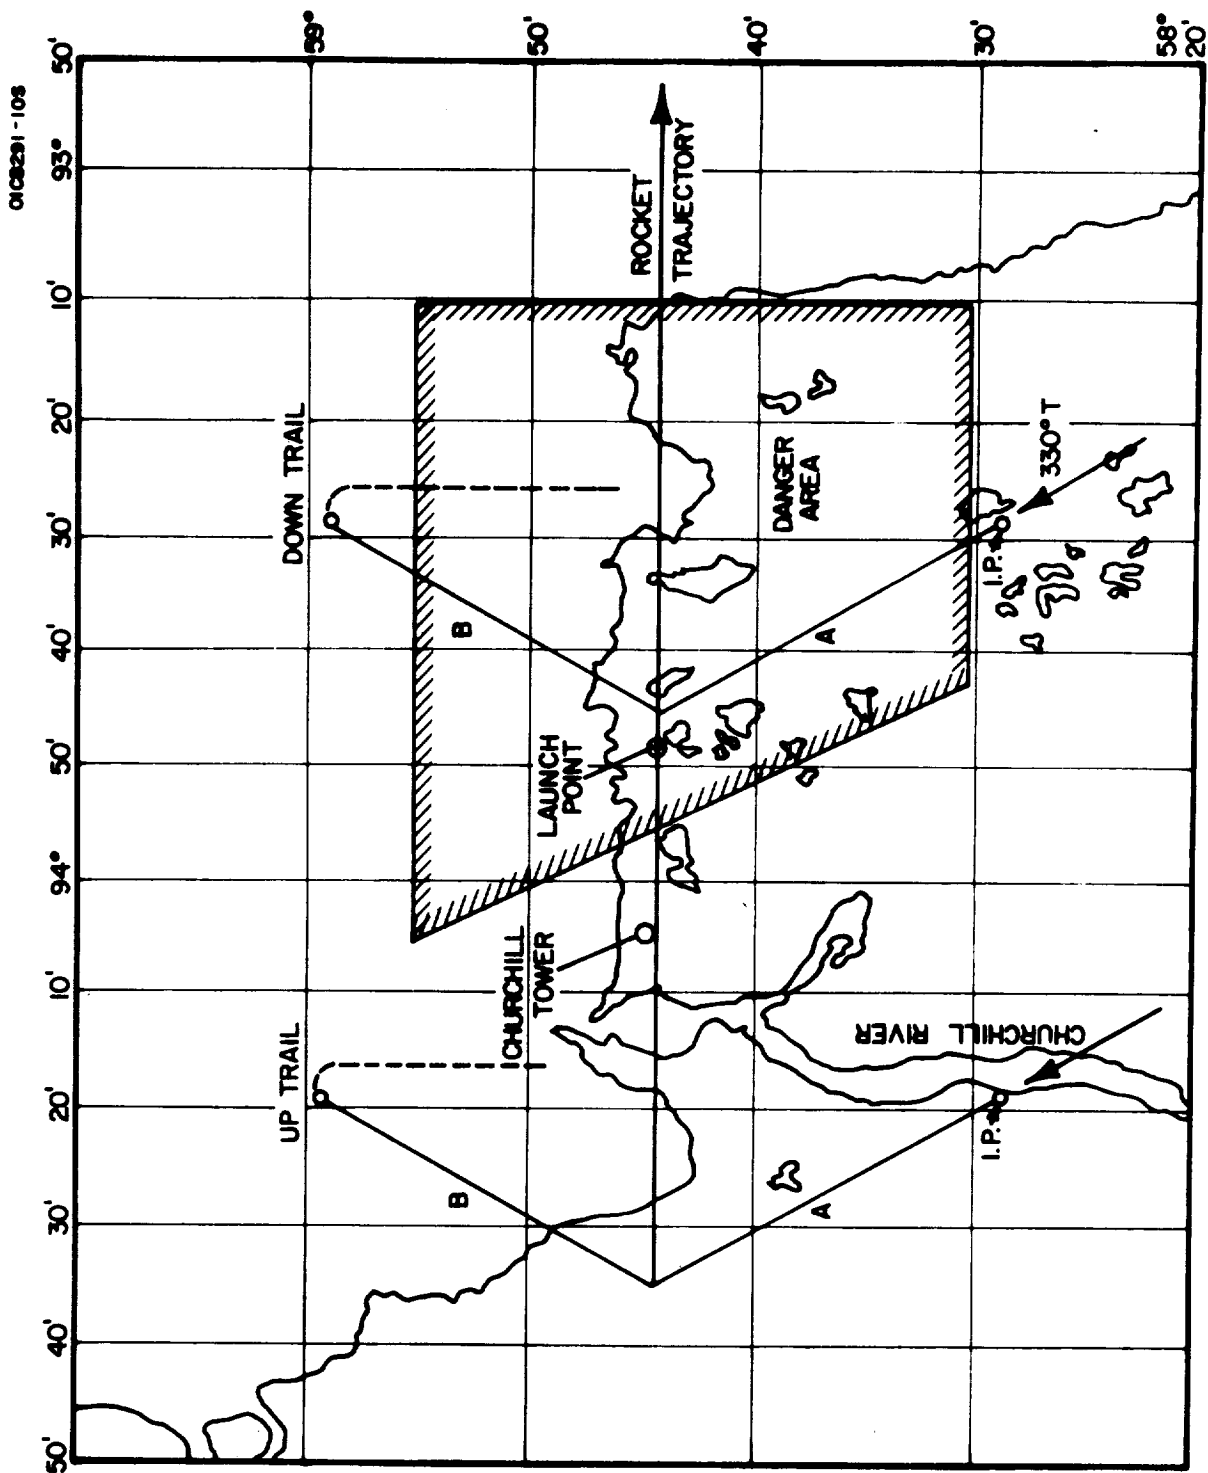 OIC8291-10S
50'
93°
10'
20'
30'
40'
50'
94°
10'
20'
30'
40'
50'
59°
50'
40'
30'
58°
20'
ROCKET
TRAJECTORY
DOWN TRAIL
B
DANGER
AREA
330°T
I.P.
A
LAUNCH
POINT
CHURCHILL
TOWER
UP TRAIL
B
CHURCHILL RIVER
I.P.
A